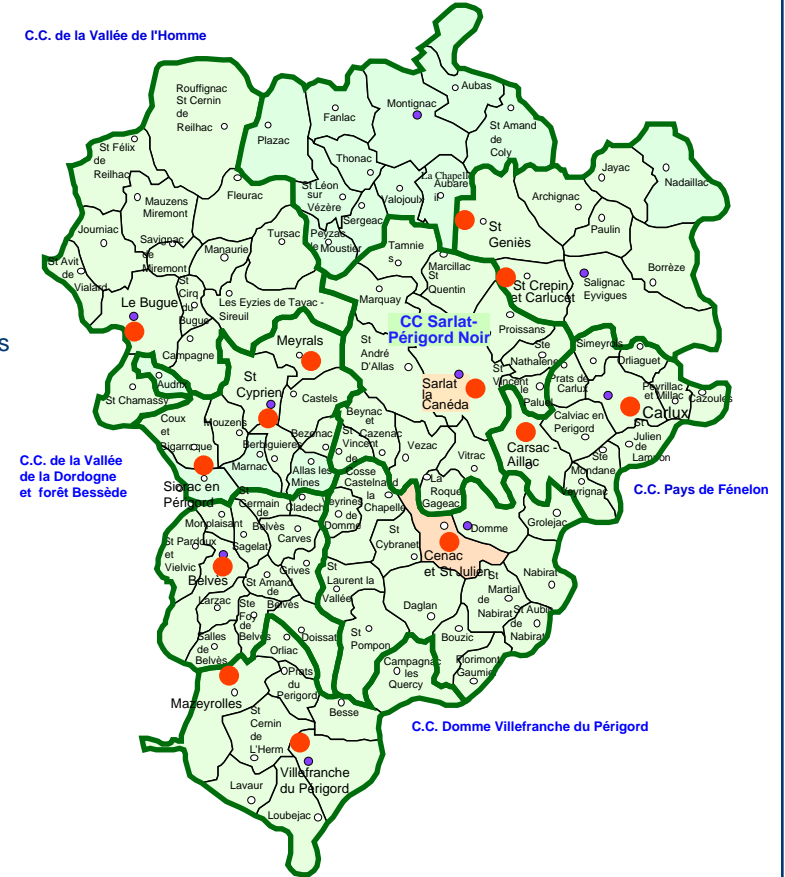 C.C. de la Vallée de l'Homme
Aubas
Rouffignac
St Cernin
de
Reilhac
Montignac
Fanlac
St Amand
de
Coly
Plazac
St Félix
de
Reilhac
Thonac
La Chapelle
Aubare
il
Jayac
Nadaillac
Fleurac
St Léon
sur
Vézère
Valojoulx
Archignac
Mauzens
Miremont
Sergeac
St
Geniès
Paulin
Journiac
Savignac
de
Miremont
Tursac
Peyzac
le Moustier
Tamnie
s
Manaurie
St Avit
de
Vialard
Marcillac
St
Quentin
Borrèze
St
Cirq
du
Bugue
St Crepin
et Carlucet
Salignac
Eyvigues
Le Bugue
Les Eyzies de Tayac -
Sireuil
Marquay
CC Sarlat-
Périgord Noir
Proissans
s
Meyrals
St
André
D'Allas
Ste
Nathalène
Simeyrols
Orliaguet
Campagne
St
Vincent
le
Paluel
Prats de
Carlux
Audrix
St Chamassy
St
Cyprien
Sarlat
la
Canéda
Peyrillac
et Millac
Cazoulès
Castels
Carlux
Coux
et
Bigarroque
Mouzens
Beynac
et
Cazenac
Calviac en
Perigord
St
Julien
de
Lampon
Berbiguieres
Bezenac
St
Vincent
de
Cosse
Vezac
Carsac -
Aillac
C.C. de la Vallée
de la Dordogne
et forêt Bessède
Marnac
Allas les
Mines
Vitrac
Ste
Mondane
Veyrignac
Siorac en
Périgord
Castelnaud
la
Chapelle
La
Roque
Gageac
C.C. Pays de Fénelon
St
Germain
de
Belvès
Cladech
Veyrines
de
Domme
Monplaisant
Domme
Grolejac
St Pardoux
et
Vielvic
Sagelat
Carves
St
Cybranet
Cenac
et St Julien
Belvès
Grives
St Amand
de
Belvès
St
Laurent la
Vallée
Nabirat
St
Martial
de
Nabirat
Larzac
Ste
Foy
de
Belvès
Daglan
St Aubin
de
Nabirat
Salles
de
Belvès
Doissat
Orliac
St
Pompon
Bouzic
Prats
du
Perigord
Campagnac
les
Quercy
Florimont
Gaumier
Mazeyrolles
St
Cernin
de
L'Herm
Besse
C.C. Domme Villefranche du Périgord
Villefranche
du Périgord
Lavaur
Loubejac